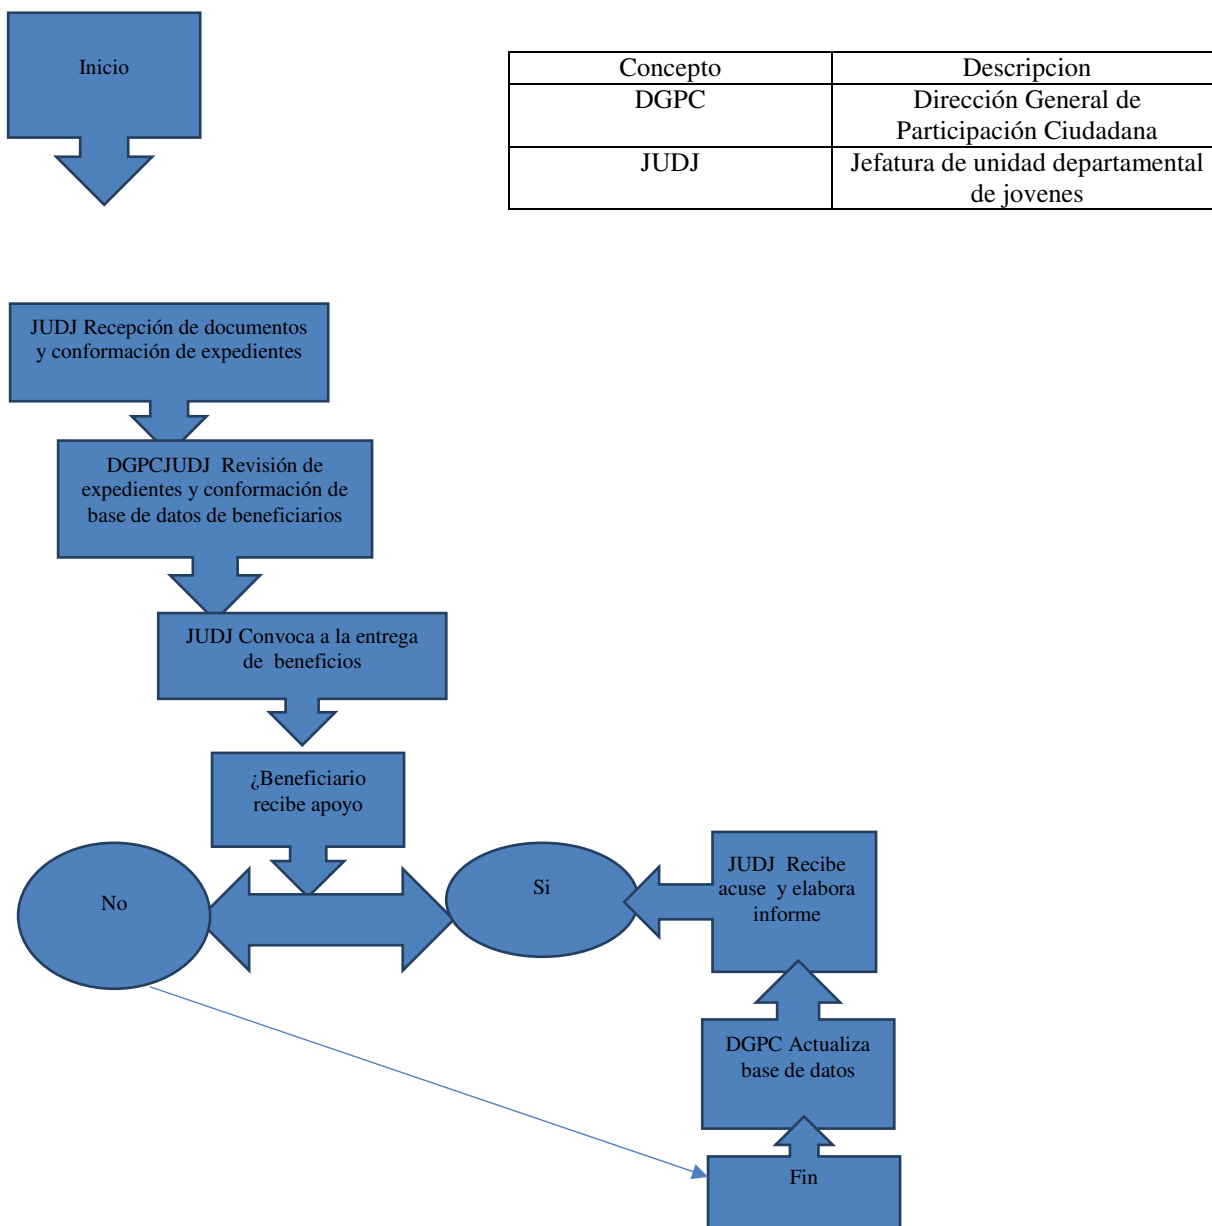 Inicio
Concepto Descripcion
DGPC Dirección General de
Participación Ciudadana
JUDJ Jefatura de unidad departamental
de jovenes
JUDJ Recepción de documentos
y conformación de expedientes
DGPCJUDJ Revisión de
expedientes y conformación de
base de datos de beneficiarios
JUDJ Convoca a la entrega
de beneficios
¿Beneficiario
recibe apoyo
No
Si
JUDJ Recibe
acuse y elabora
informe
DGPC Actualiza
base de datos
Fin